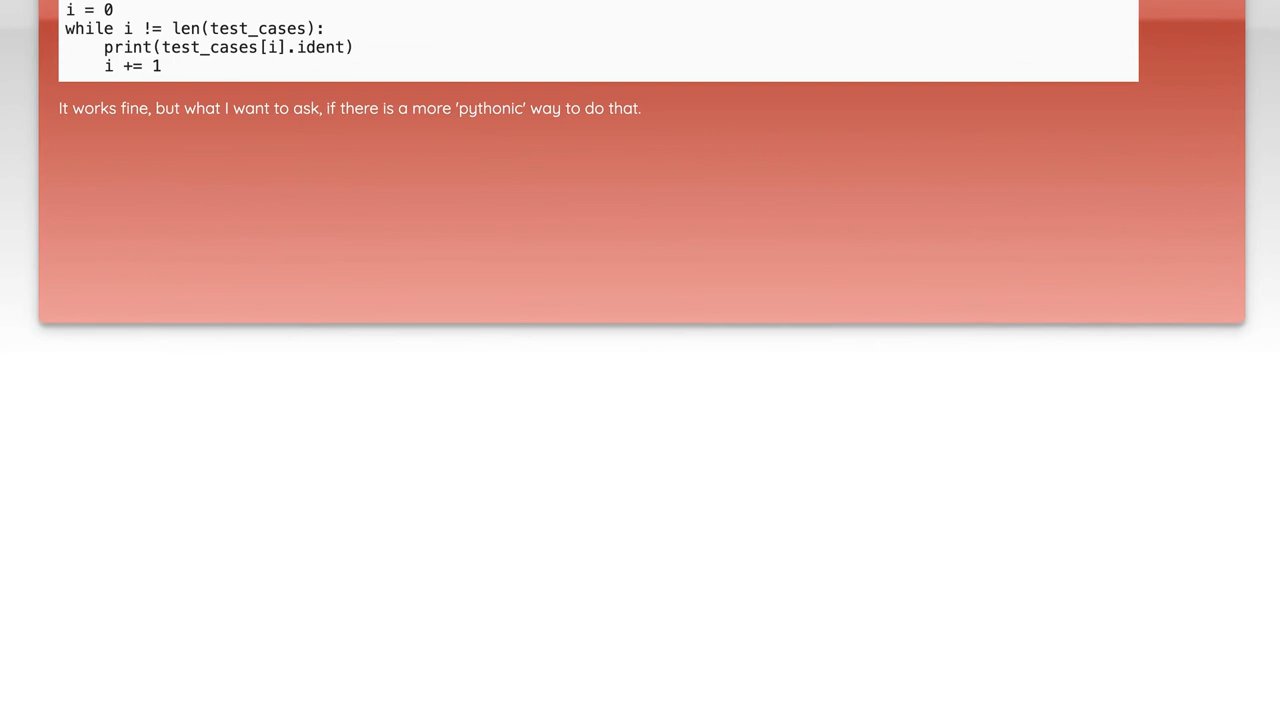 i = 0
while i != len(test_cases):
    print(test_cases[i].ident)
    i += 1
It works fine, but what I want to ask, if there is a more 'pythonic' way to do that.